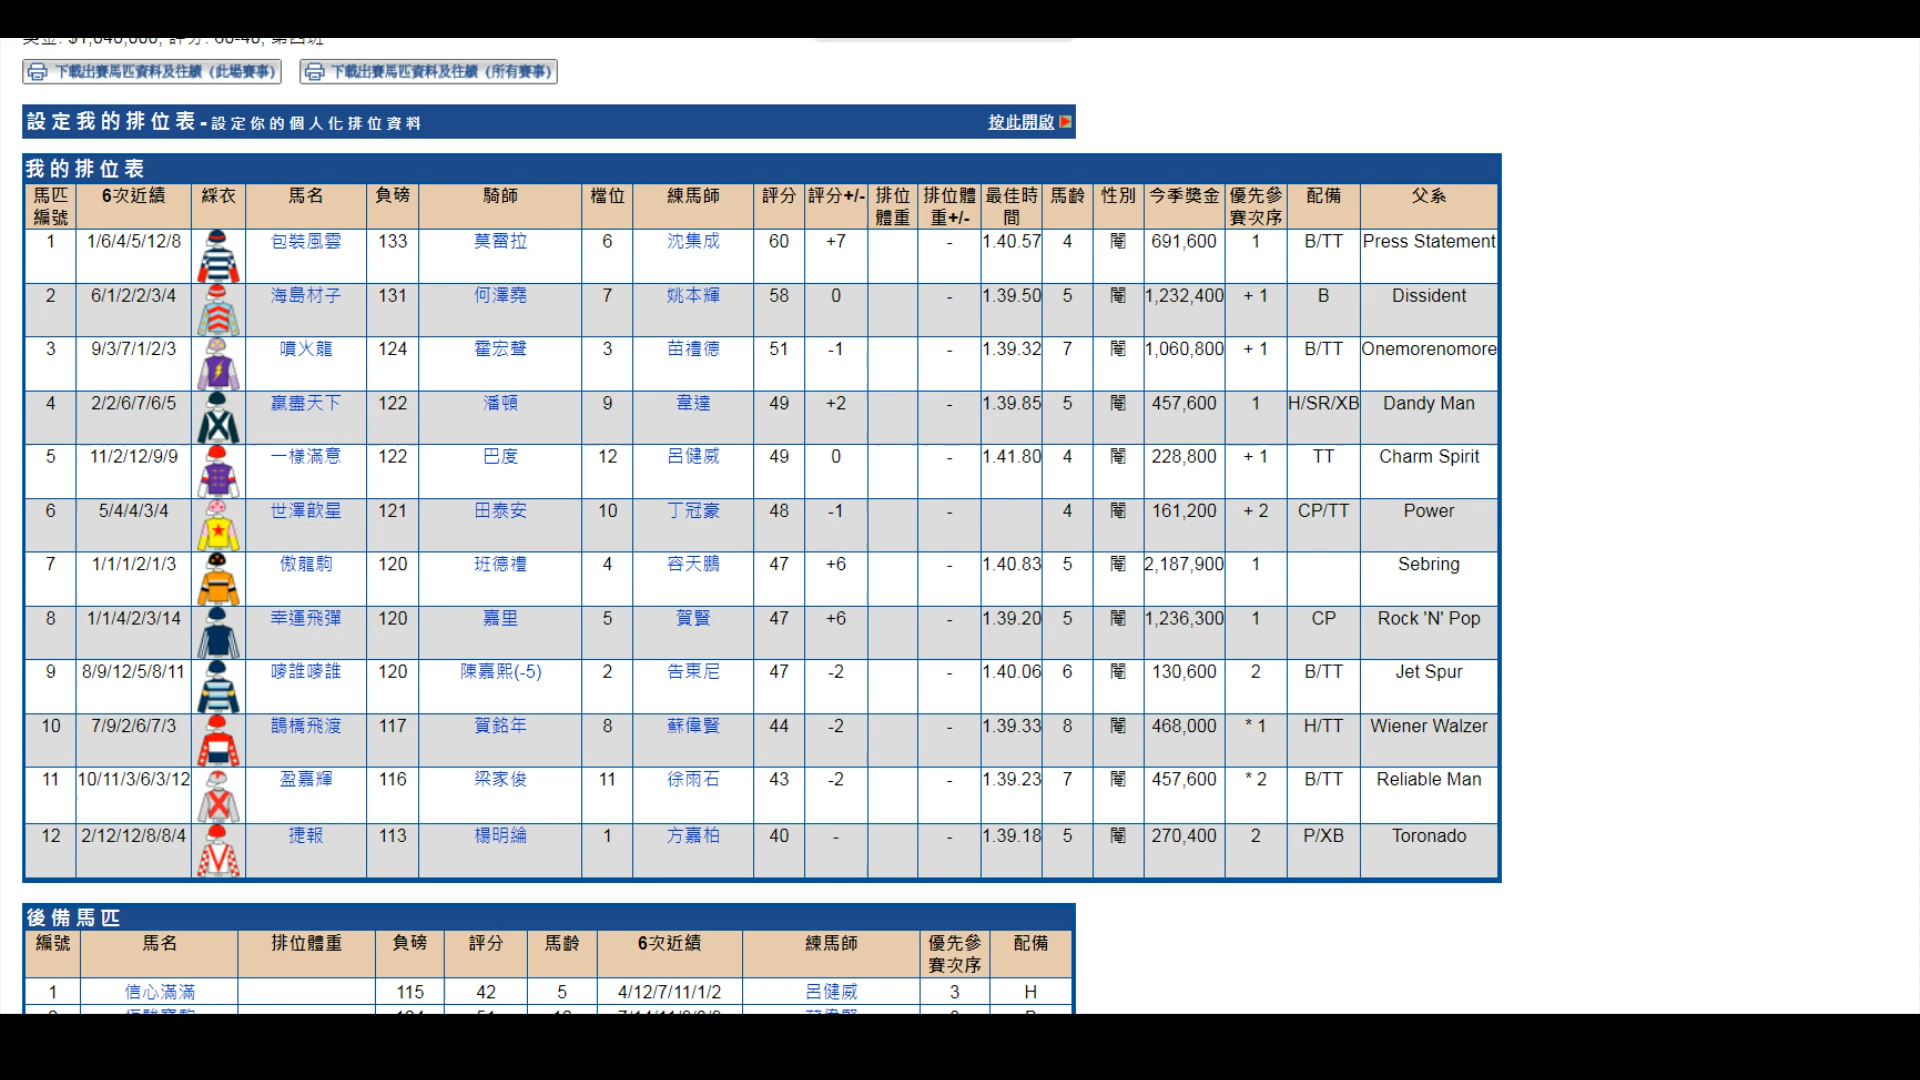 獎金: $1,040,000, 評分: 60-40, 第四班
下載出賽馬匹資料及往績 (此場賽事) 下載出賽馬匹資料及往績 (所有賽事)
設定我的排位表 - 設定你的個人化排位資料 按此開啟
我的排位表
馬匹編號 6次近績 綵衣 馬名 負磅 騎師 檔位 練馬師 評分 評分+/- 排位體重 排位體重+/- 最佳時間 馬齡 性別 今季獎金 優先參賽次序 配備 父系
1 1/6/4/5/12/8 包裝風雲 133 莫雷拉 6 沈集成 60 +7 - 1.40.57 4 閹 691,600 1 B/TT Press Statement
2 6/1/2/2/3/4 海島材子 131 何澤堯 7 姚本輝 58 0 - 1.39.50 5 閹 1,232,400 + 1 B Dissident
3 9/3/7/1/2/3 噴火龍 124 霍宏聲 3 苗禮德 51 -1 - 1.39.32 7 閹 1,060,800 + 1 B/TT Onemorenomore
4 2/2/6/7/6/5 贏盡天下 122 潘頓 9 韋達 49 +2 - 1.39.85 5 閹 457,600 1 H/SR/XB Dandy Man
5 11/2/12/9/9 一樣滿意 122 巴度 12 呂健威 49 0 - 1.41.80 4 閹 228,800 + 1 TT Charm Spirit
6 5/4/4/3/4 世澤歆星 121 田泰安 10 丁冠豪 48 -1 - 4 閹 161,200 + 2 CP/TT Power
7 1/1/1/2/1/3 傲龍駒 120 班德禮 4 容天鵬 47 +6 - 1.40.83 5 閹 2,187,900 1 Sebring
8 1/1/4/2/3/14 幸運飛彈 120 嘉里 5 賀賢 47 +6 - 1.39.20 5 閹 1,236,300 1 CP Rock 'N' Pop
9 8/9/12/5/8/11 嘜誰嘜誰 120 陳嘉熙(-5) 2 告東尼 47 -2 - 1.40.06 6 閹 130,600 2 B/TT Jet Spur
10 7/9/2/6/7/3 鵲橋飛渡 117 賀銘年 8 蘇偉賢 44 -2 - 1.39.33 8 閹 468,000 * 1 H/TT Wiener Walzer
11 10/11/3/6/3/12 盈嘉輝 116 梁家俊 11 徐雨石 43 -2 - 1.39.23 7 閹 457,600 * 2 B/TT Reliable Man
12 2/12/12/8/8/4 捷報 113 楊明綸 1 方嘉柏 40 - - 1.39.18 5 閹 270,400 2 P/XB Toronado
後備馬匹
編號 馬名 排位體重 負磅 評分 馬齡 6次近績 練馬師 優先參賽次序 配備
1 信心滿滿 115 42 5 4/12/7/11/1/2 呂健威 3 H